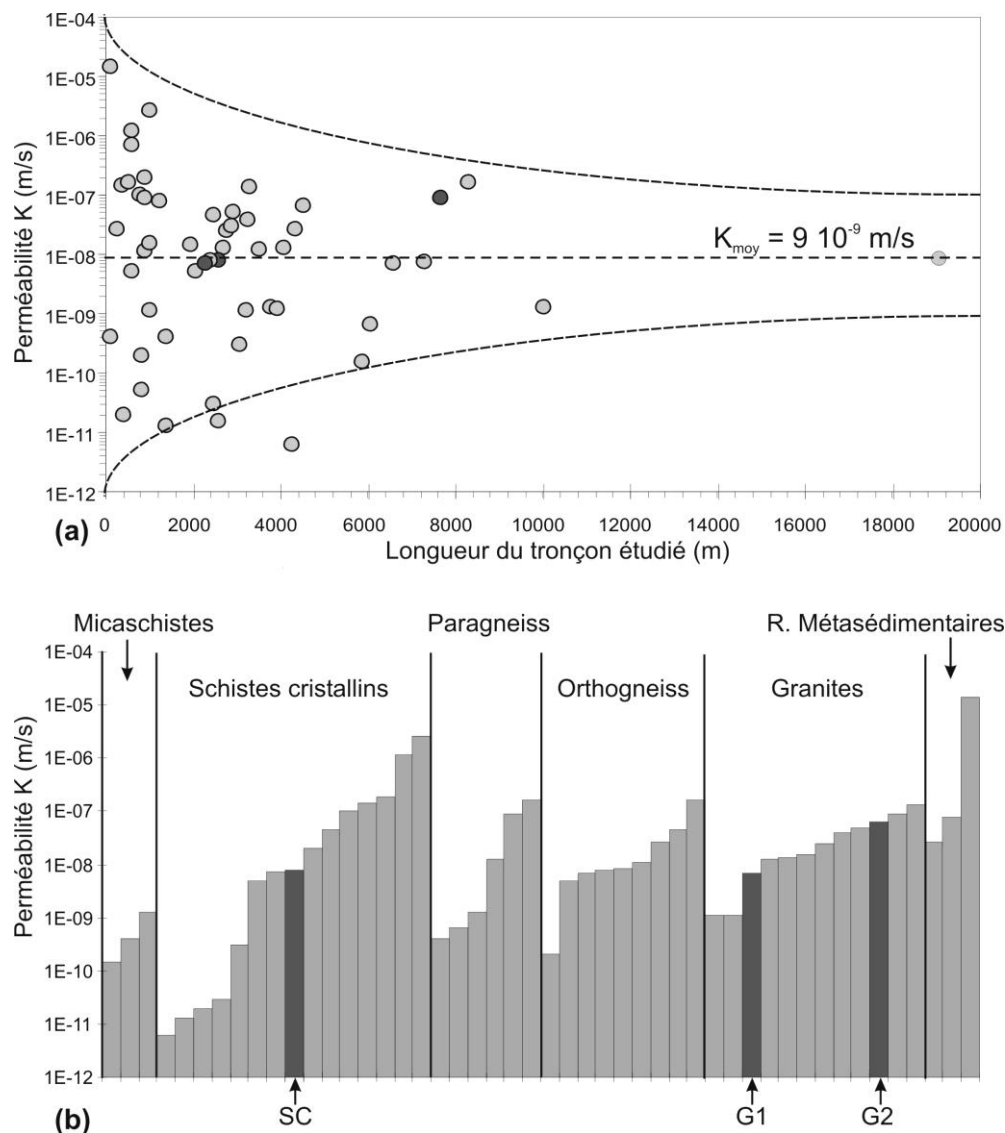 1E-04
1E-05
1E-06
1E-07
1E-08
1E-09
1E-10
1E-11
1E-12
Perméabilité K (m/s)
K moy = 9 10⁻⁹ m/s
0 2000 4000 6000 8000 10000 12000 14000 16000 18000 20000
(a) Longueur du tronçon étudié (m)
Micaschistes Paragneiss R. Métasédimentaires
Schistes cristallins Orthogneiss Granites
1E-04
1E-05
1E-06
1E-07
1E-08
1E-09
1E-10
1E-11
1E-12
Perméabilité K (m/s)
(b) SC G1 G2